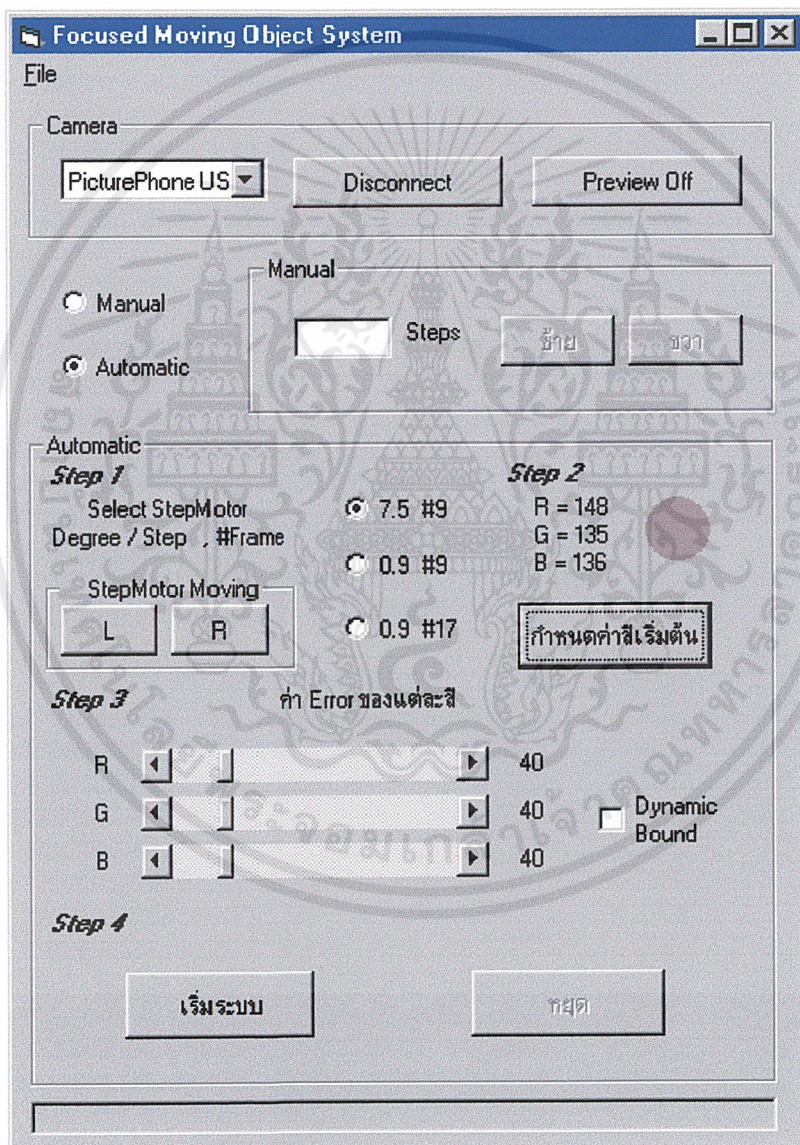 Focused Moving Object System
File
Camera
PicturePhone US
Disconnect
Preview Off
Manual
Automatic
Manual
Steps
ซ้าย
ขวา
Automatic
Step 1
Select StepMotor
Degree / Step , #Frame
StepMotor Moving
L
R
7.5 #9
0.9 #9
0.9 #17
Step 2
R = 148
G = 135
B = 136
กำหนดค่าสีเริ่มต้น
Step 3
ค่า Error ของแต่ละสี
R
40
G
40
B
40
Dynamic
Bound
Step 4
เริ่มระบบ
หยุด